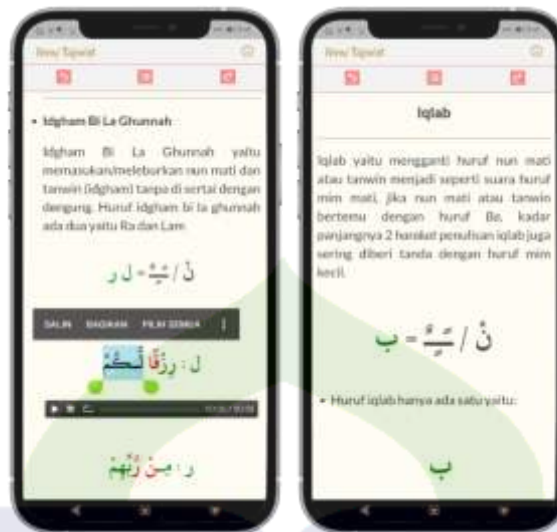 Ilmu Tajwid
• Idgham Bi La Ghunnah
Idgham Bi La Ghunnah yaitu
memasukan/meleburkan nun mati dan
tanwin (idgham) tanpa di sertai dengan
dengung. Huruf idgham bi la ghunnah
ada dua yaitu Ra dan Lam.
نْ / ـًـٍـٌ = ل ر
SALIN BAGIKAN PILIH SEMUA
ل : رِزْقًا لَّكُمْ
ر : مِنْ رَّبِّهِمْ
Ilmu Tajwid
Iqlab
Iqlab yaitu mengganti huruf nun mati
atau tanwin menjadi seperti suara huruf
mim mati, jika nun mati atau tanwin
bertemu dengan huruf Ba, kadar
panjangnya 2 harakat penulisan iqlab juga
sering diberi tanda dengan huruf mim
kecil.
نْ / ـًـٍـٌ = ب
• Huruf iqlab hanya ada satu yaitu:
ب